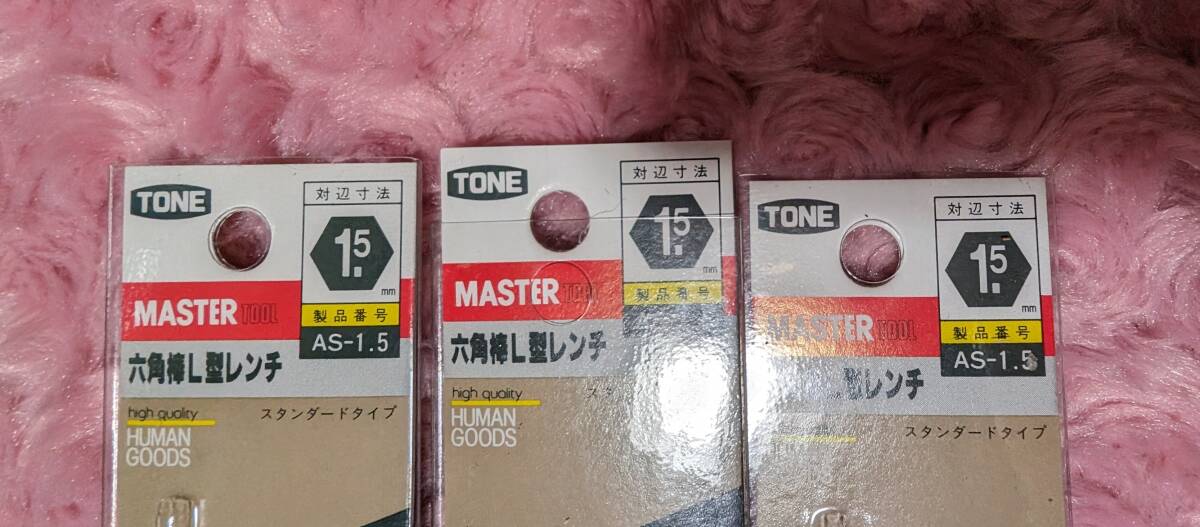 TONE
対辺寸法
1.5
mm
製品番号
AS-1.5
MASTER TOOL
六角棒L型レンチ
high quality
スタンダードタイプ
HUMAN
GOODS
TONE
対辺寸法
1.5
mm
製品番号
MASTER TOOL
六角棒L型レンチ
high quality
スタ
HUMAN
GOODS
TONE
対辺寸法
1.5
mm
製品番号
AS-1.5
MASTER TOOL
型レンチ
スタンダードタイプ